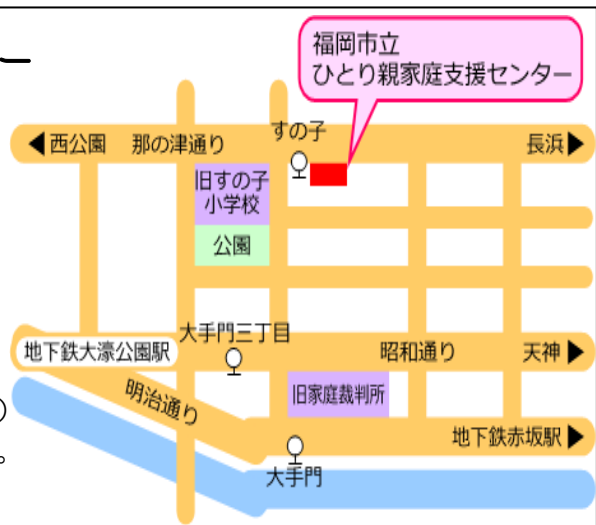 ー
福岡市立
ひとり親家庭支援センター
すの子
◀西公園
那の津通り
長浜▶
旧すの子
小学校
公園
大手門三丁目
地下鉄大濠公園駅
昭和通り
天神▶
明治通り
旧家庭裁判所
）
地下鉄赤坂駅▶
。
大手門